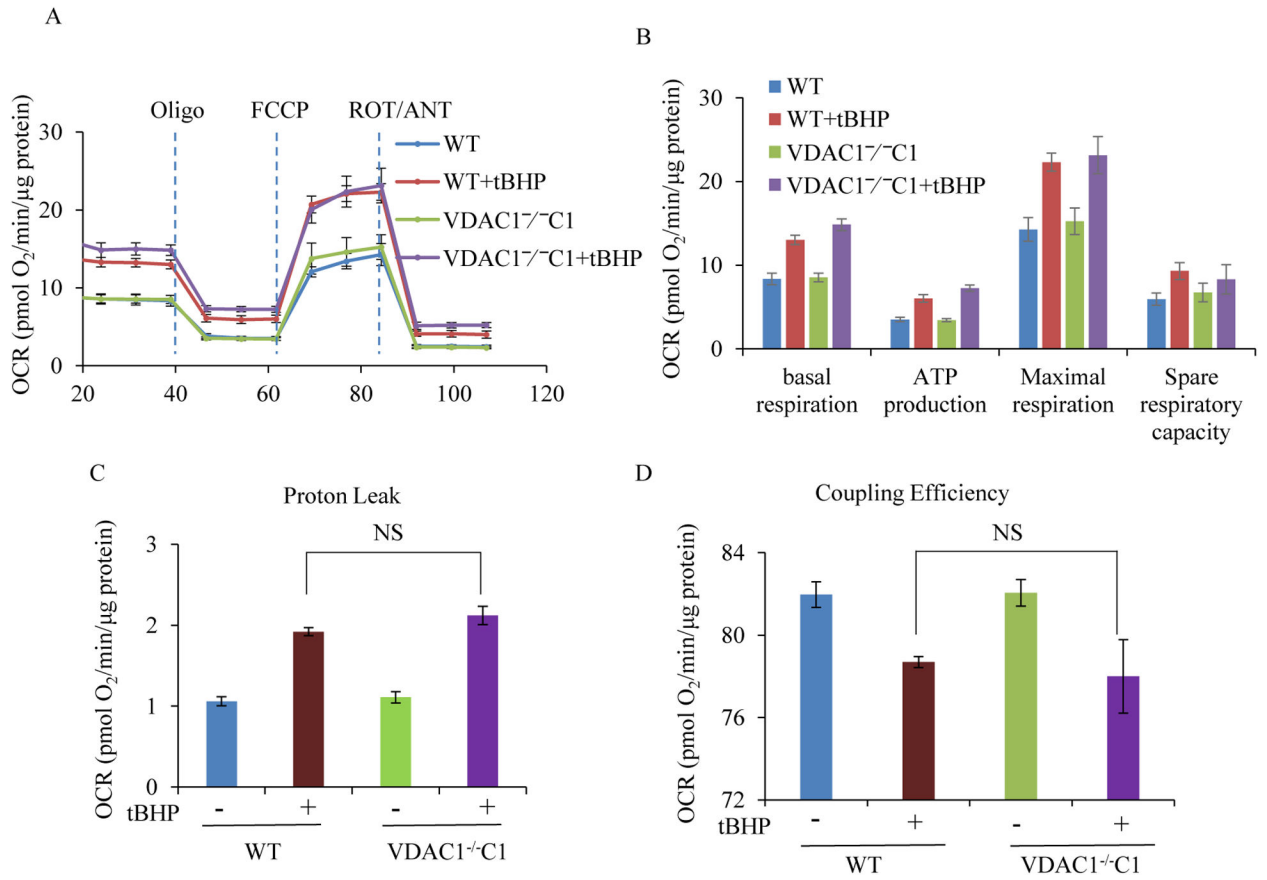 A
Oligo FCCP ROT/ANT
OCR (pmol O₂/min/μg protein)
30
20
10
0
20 40 60 80 100 120
WT
WT+tBHP
VDAC1⁻/⁻C1
VDAC1⁻/⁻C1+tBHP
B
WT
WT+tBHP
VDAC1⁻/⁻C1
VDAC1⁻/⁻C1+tBHP
OCR (pmol O₂/min/μg protein)
30
20
10
0
basal respiration
ATP production
Maximal respiration
Spare respiratory capacity
C
Proton Leak
NS
OCR (pmol O₂/min/μg protein)
3
2
1
0
tBHP - + - +
WT VDAC1⁻/⁻C1
D
Coupling Efficiency
NS
OCR (pmol O₂/min/μg protein)
84
80
76
72
tBHP - + - +
WT VDAC1⁻/⁻C1